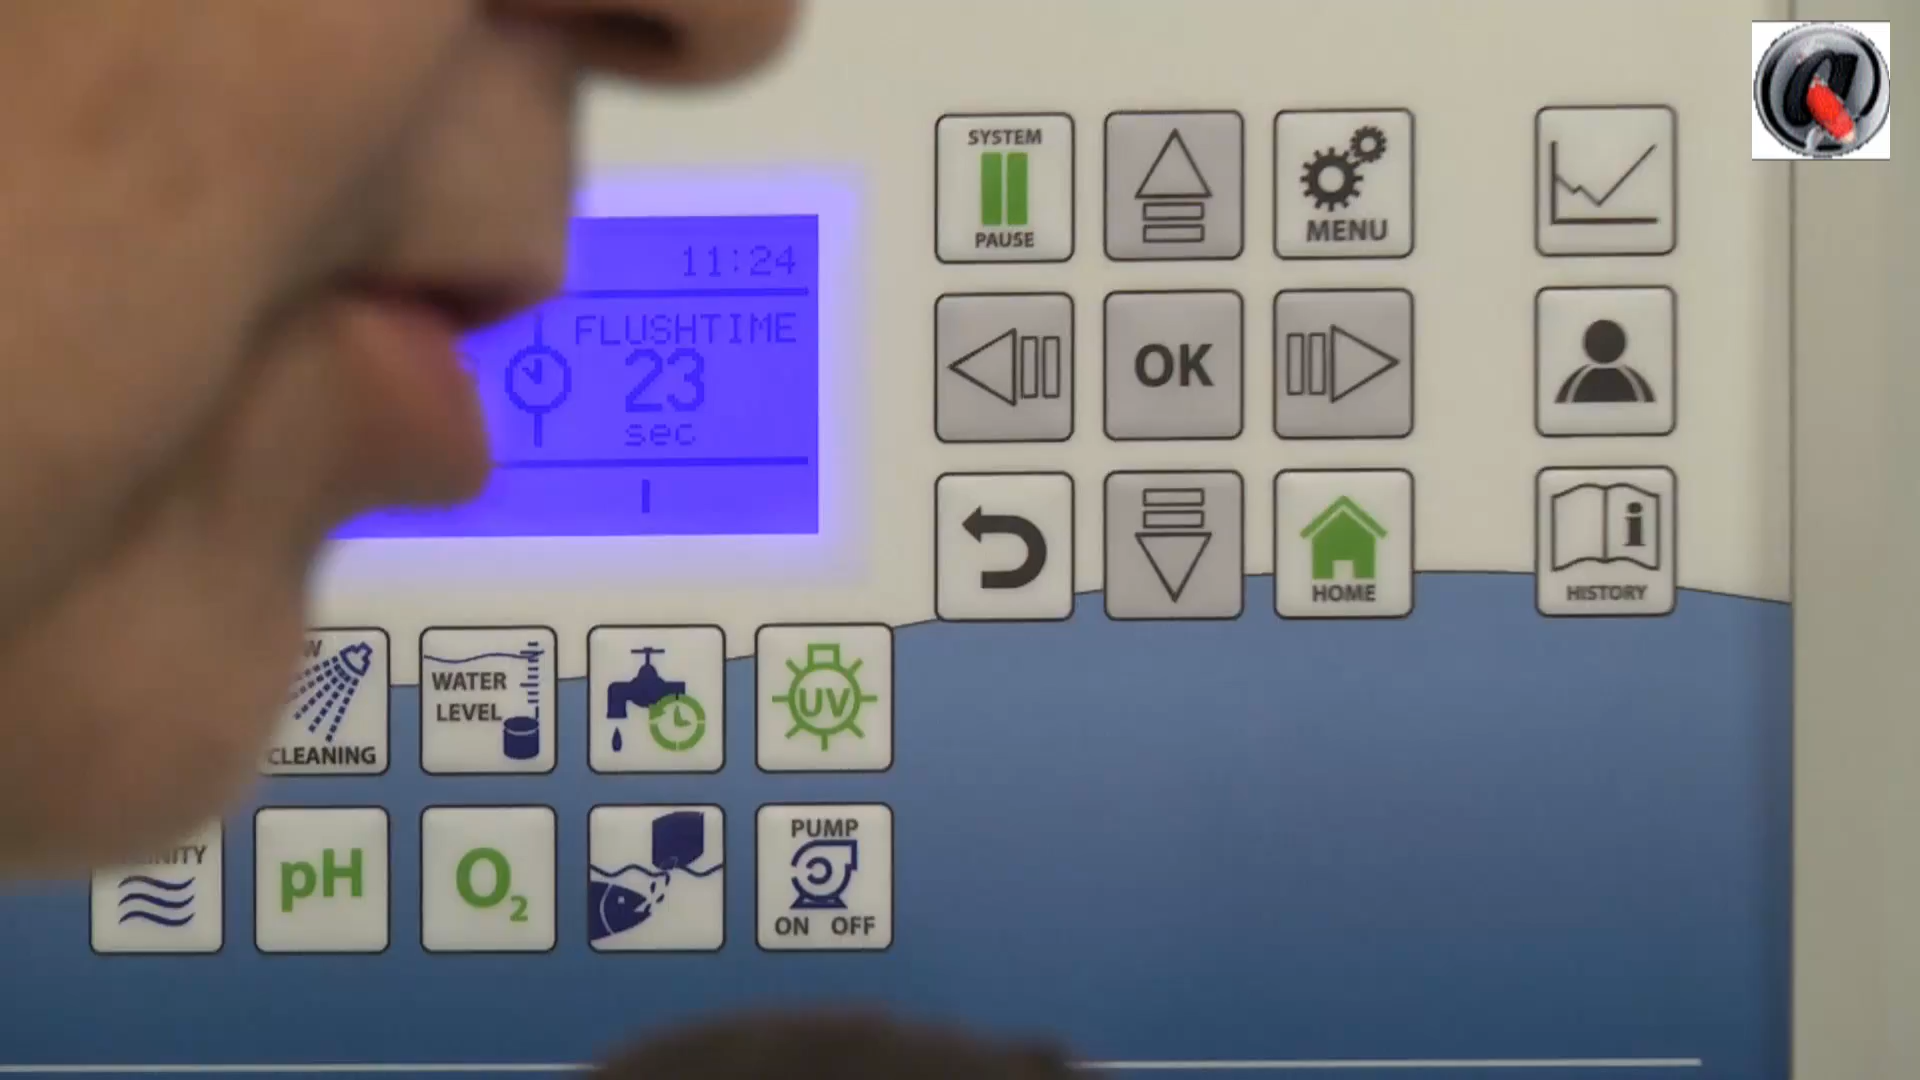 SYSTEM
PAUSE
MENU
11:24
FLUSHTIME
23
sec
OK
HOME
i
HISTORY
CLEANING
WATER
LEVEL
UV
pH
O₂
PUMP
ON OFF